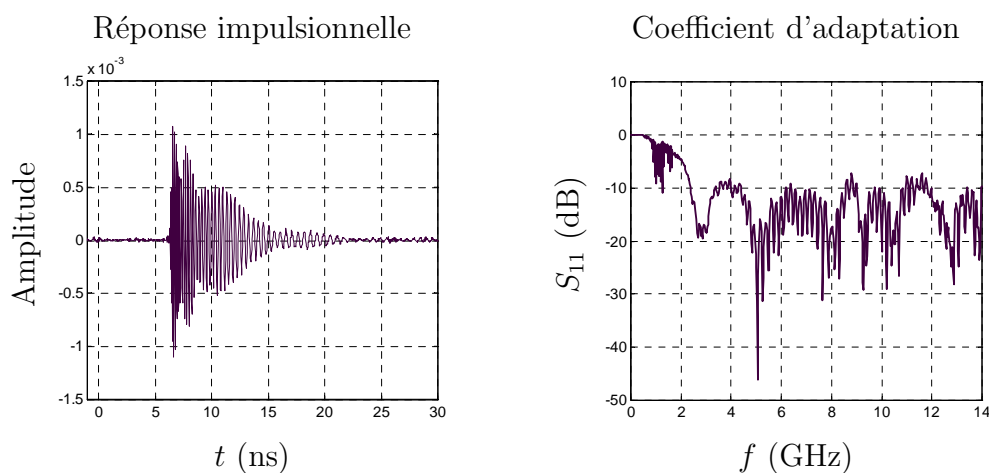 Réponse impulsionnelle
x 10⁻³
1.5
1
0.5
0
-0.5
-1
-1.5
0 5 10 15 20 25 30
Amplitude
t (ns)
Coefficient d'adaptation
10
0
-10
-20
-30
-40
-50
0 2 4 6 8 10 12 14
S₁₁ (dB)
f (GHz)